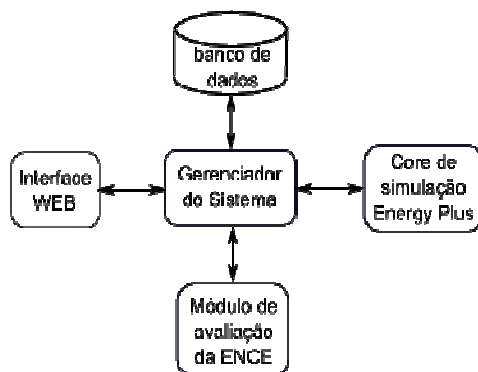 banco de
dados
Interface
WEB
Gerenciador
do Sistema
Core de
simulação
Energy Plus
Módulo de
avaliação
da ENCE